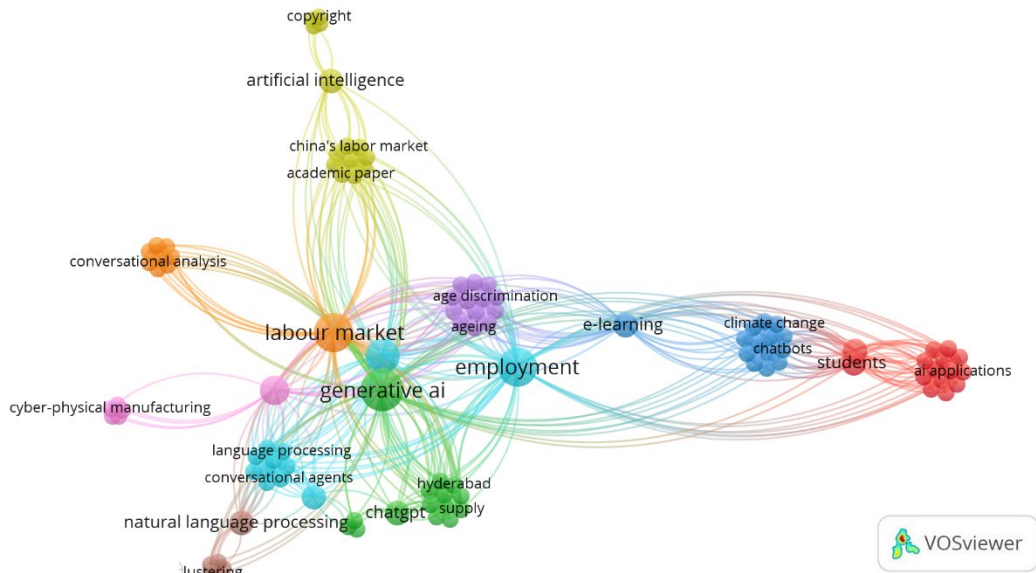 copyright
artificial intelligence
china's labor market
academic paper
conversational analysis
age discrimination
ageing
labour market
e-learning
climate change
chatbots
students
ai applications
employment
generative ai
cyber-physical manufacturing
language processing
conversational agents
hyderabad
supply
chatgpt
natural language processing
lustering
VOSviewer